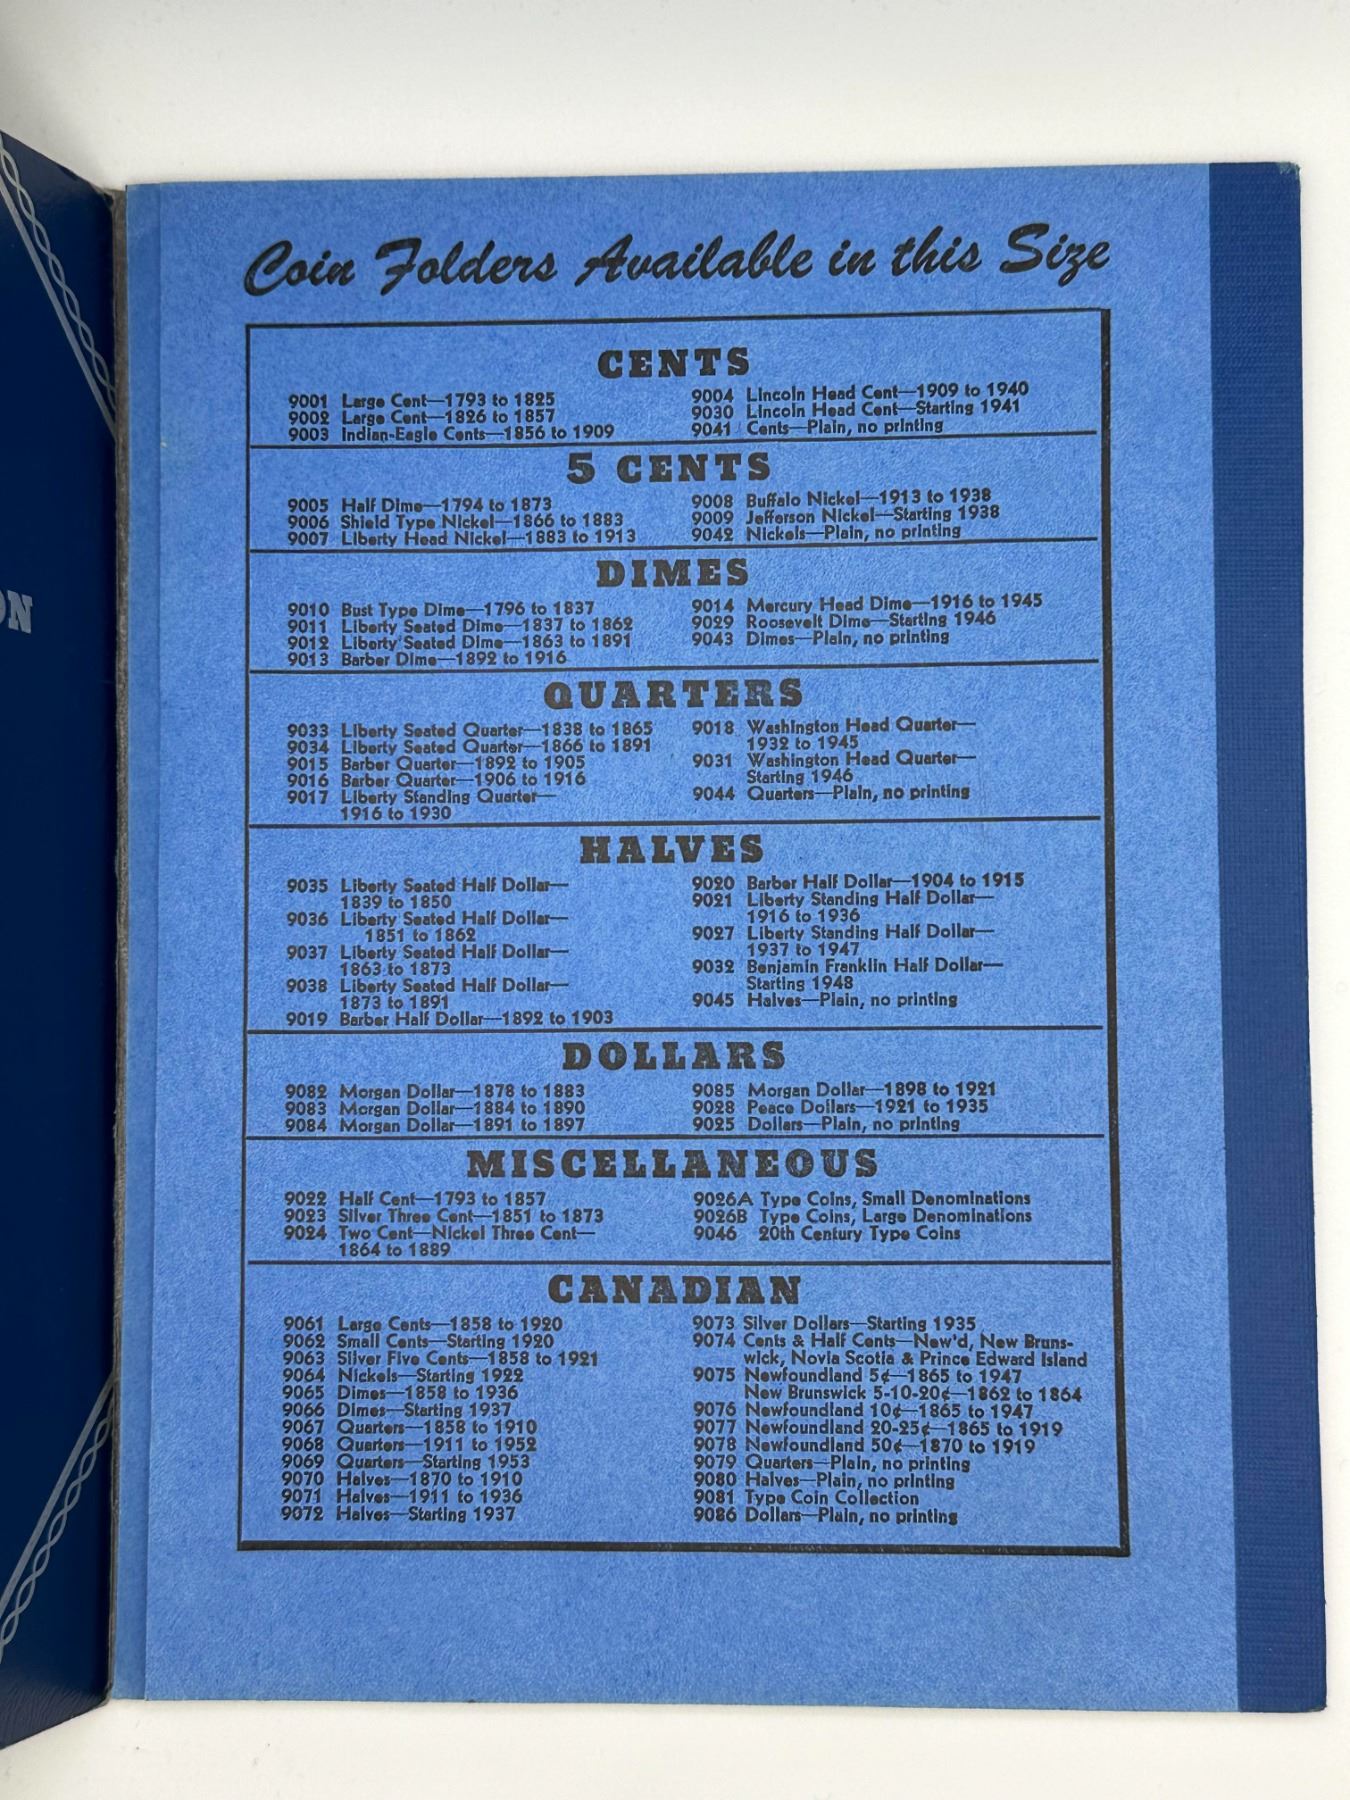 ON
Coin Folders Available in this Size
CENTS
9001 Large Cent—1793 to 1825
9002 Large Cent—1826 to 1857
9003 Indian-Eagle Cents—1856 to 1909
9004 Lincoln Head Cent—1909 to 1940
9030 Lincoln Head Cent—Starting 1941
9041 Cents—Plain, no printing
5 CENTS
9005 Half Dime—1794 to 1873
9006 Shield Type Nickel—1866 to 1883
9007 Liberty Head Nickel—1883 to 1913
9008 Buffalo Nickel—1913 to 1938
9009 Jefferson Nickel—Starting 1938
9042 Nickels—Plain, no printing
DIMES
9010 Bust Type Dime—1796 to 1837
9011 Liberty Seated Dime—1837 to 1862
9012 Liberty Seated Dime—1863 to 1891
9013 Barber Dime—1892 to 1916
9014 Mercury Head Dime—1916 to 1945
9029 Roosevelt Dime—Starting 1946
9043 Dimes—Plain, no printing
QUARTERS
9033 Liberty Seated Quarter—1838 to 1865
9034 Liberty Seated Quarter—1866 to 1891
9015 Barber Quarter—1892 to 1905
9016 Barber Quarter—1906 to 1916
9017 Liberty Standing Quarter—
1916 to 1930
9018 Washington Head Quarter—
1932 to 1945
9031 Washington Head Quarter—
Starting 1946
9044 Quarters—Plain, no printing
HALVES
9035 Liberty Seated Half Dollar—
1839 to 1850
9036 Liberty Seated Half Dollar—
1851 to 1862
9037 Liberty Seated Half Dollar—
1863 to 1873
9038 Liberty Seated Half Dollar—
1873 to 1891
9019 Barber Half Dollar—1892 to 1903
9020 Barber Half Dollar—1904 to 1915
9021 Liberty Standing Half Dollar—
1916 to 1936
9027 Liberty Standing Half Dollar—
1937 to 1947
9032 Benjamin Franklin Half Dollar—
Starting 1948
9045 Halves—Plain, no printing
DOLLARS
9082 Morgan Dollar—1878 to 1883
9083 Morgan Dollar—1884 to 1890
9084 Morgan Dollar—1891 to 1897
9085 Morgan Dollar—1898 to 1921
9028 Peace Dollars—1921 to 1935
9025 Dollars—Plain, no printing
MISCELLANEOUS
9022 Half Cent—1793 to 1857
9023 Silver Three Cent—1851 to 1873
9024 Two Cent—Nickel Three Cent—
1864 to 1889
9026A Type Coins, Small Denominations
9026B Type Coins, Large Denominations
9046 20th Century Type Coins
CANADIAN
9061 Large Cents—1858 to 1920
9062 Small Cents—Starting 1920
9063 Silver Five Cents—1858 to 1921
9064 Nickels—Starting 1922
9065 Dimes—1858 to 1936
9066 Dimes—Starting 1937
9067 Quarters—1858 to 1910
9068 Quarters—1911 to 1952
9069 Quarters—Starting 1953
9070 Halves—1870 to 1910
9071 Halves—1911 to 1936
9072 Halves—Starting 1937
9073 Silver Dollars—Starting 1935
9074 Cents & Half Cents—New'd, New Bruns-
wick, Novia Scotia & Prince Edward Island
9075 Newfoundland 5¢—1865 to 1947
New Brunswick 5-10-20¢—1862 to 1864
9076 Newfoundland 10¢—1865 to 1947
9077 Newfoundland 20-25¢—1865 to 1919
9078 Newfoundland 50¢—1870 to 1919
9079 Quarters—Plain, no printing
9080 Halves—Plain, no printing
9081 Type Coin Collection
9086 Dollars—Plain, no printing